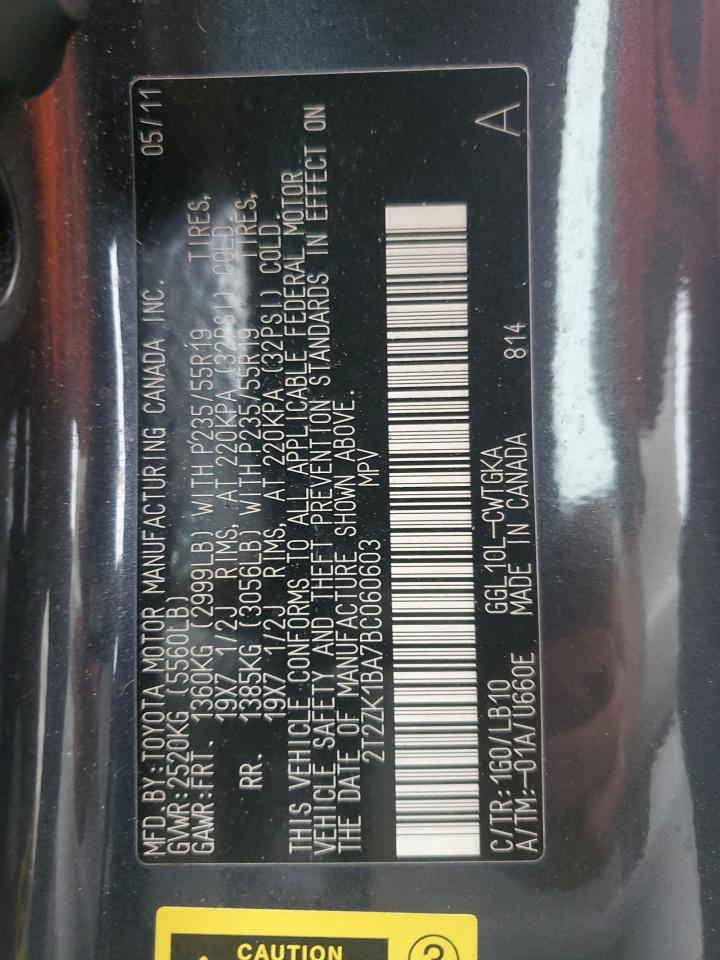 MFD.BY:TOYOTA MOTOR MANUFACTURING CANADA INC. 05/11
GVWR:2520KG (5560LB)
GAWR:FRT. 1360KG (2999LB) WITH P235/55R19 TIRES,
19X7 1/2J RIMS, AT 220KPA (32PSI) COLD.
RR. 1385KG (3056LB) WITH P235/55R19 TIRES,
19X7 1/2J RIMS, AT 220KPA (32PSI) COLD.
THIS VEHICLE CONFORMS TO ALL APPLICABLE FEDERAL MOTOR
VEHICLE SAFETY AND THEFT PREVENTION STANDARDS IN EFFECT ON
THE DATE OF MANUFACTURE SHOWN ABOVE.
2T2ZK1BA7BC060603 MPV
C/TR:1G0/LB10 GGL10L-CWTGKA
A/TM:-01A/U660E MADE IN CANADA 814 A
CAUTION
3